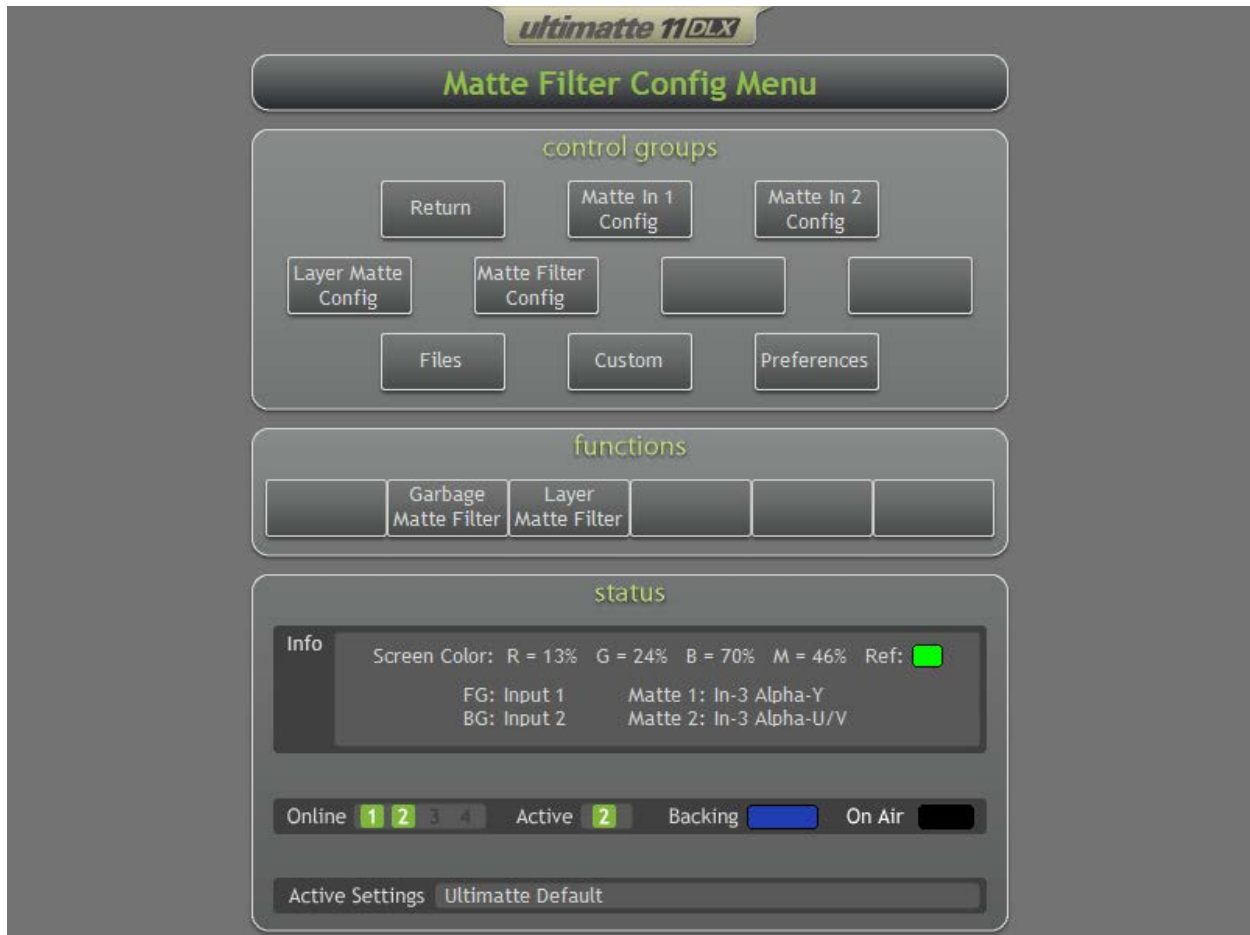 ultimatte 11 DLX
Matte Filter Config Menu
control groups
Return
Matte In 1
Config
Matte In 2
Config
Layer Matte
Config
Matte Filter
Config
Files
Custom
Preferences
functions
Garbage
Matte Filter
Layer
Matte Filter
status
Info
Screen Color: R = 13% G = 24% B = 70% M = 46% Ref:
FG: Input 1 Matte 1: In-3 Alpha-Y
BG: Input 2 Matte 2: In-3 Alpha-U/V
Online 1 2 3 4 Active 2 Backing On Air
Active Settings Ultimatte Default